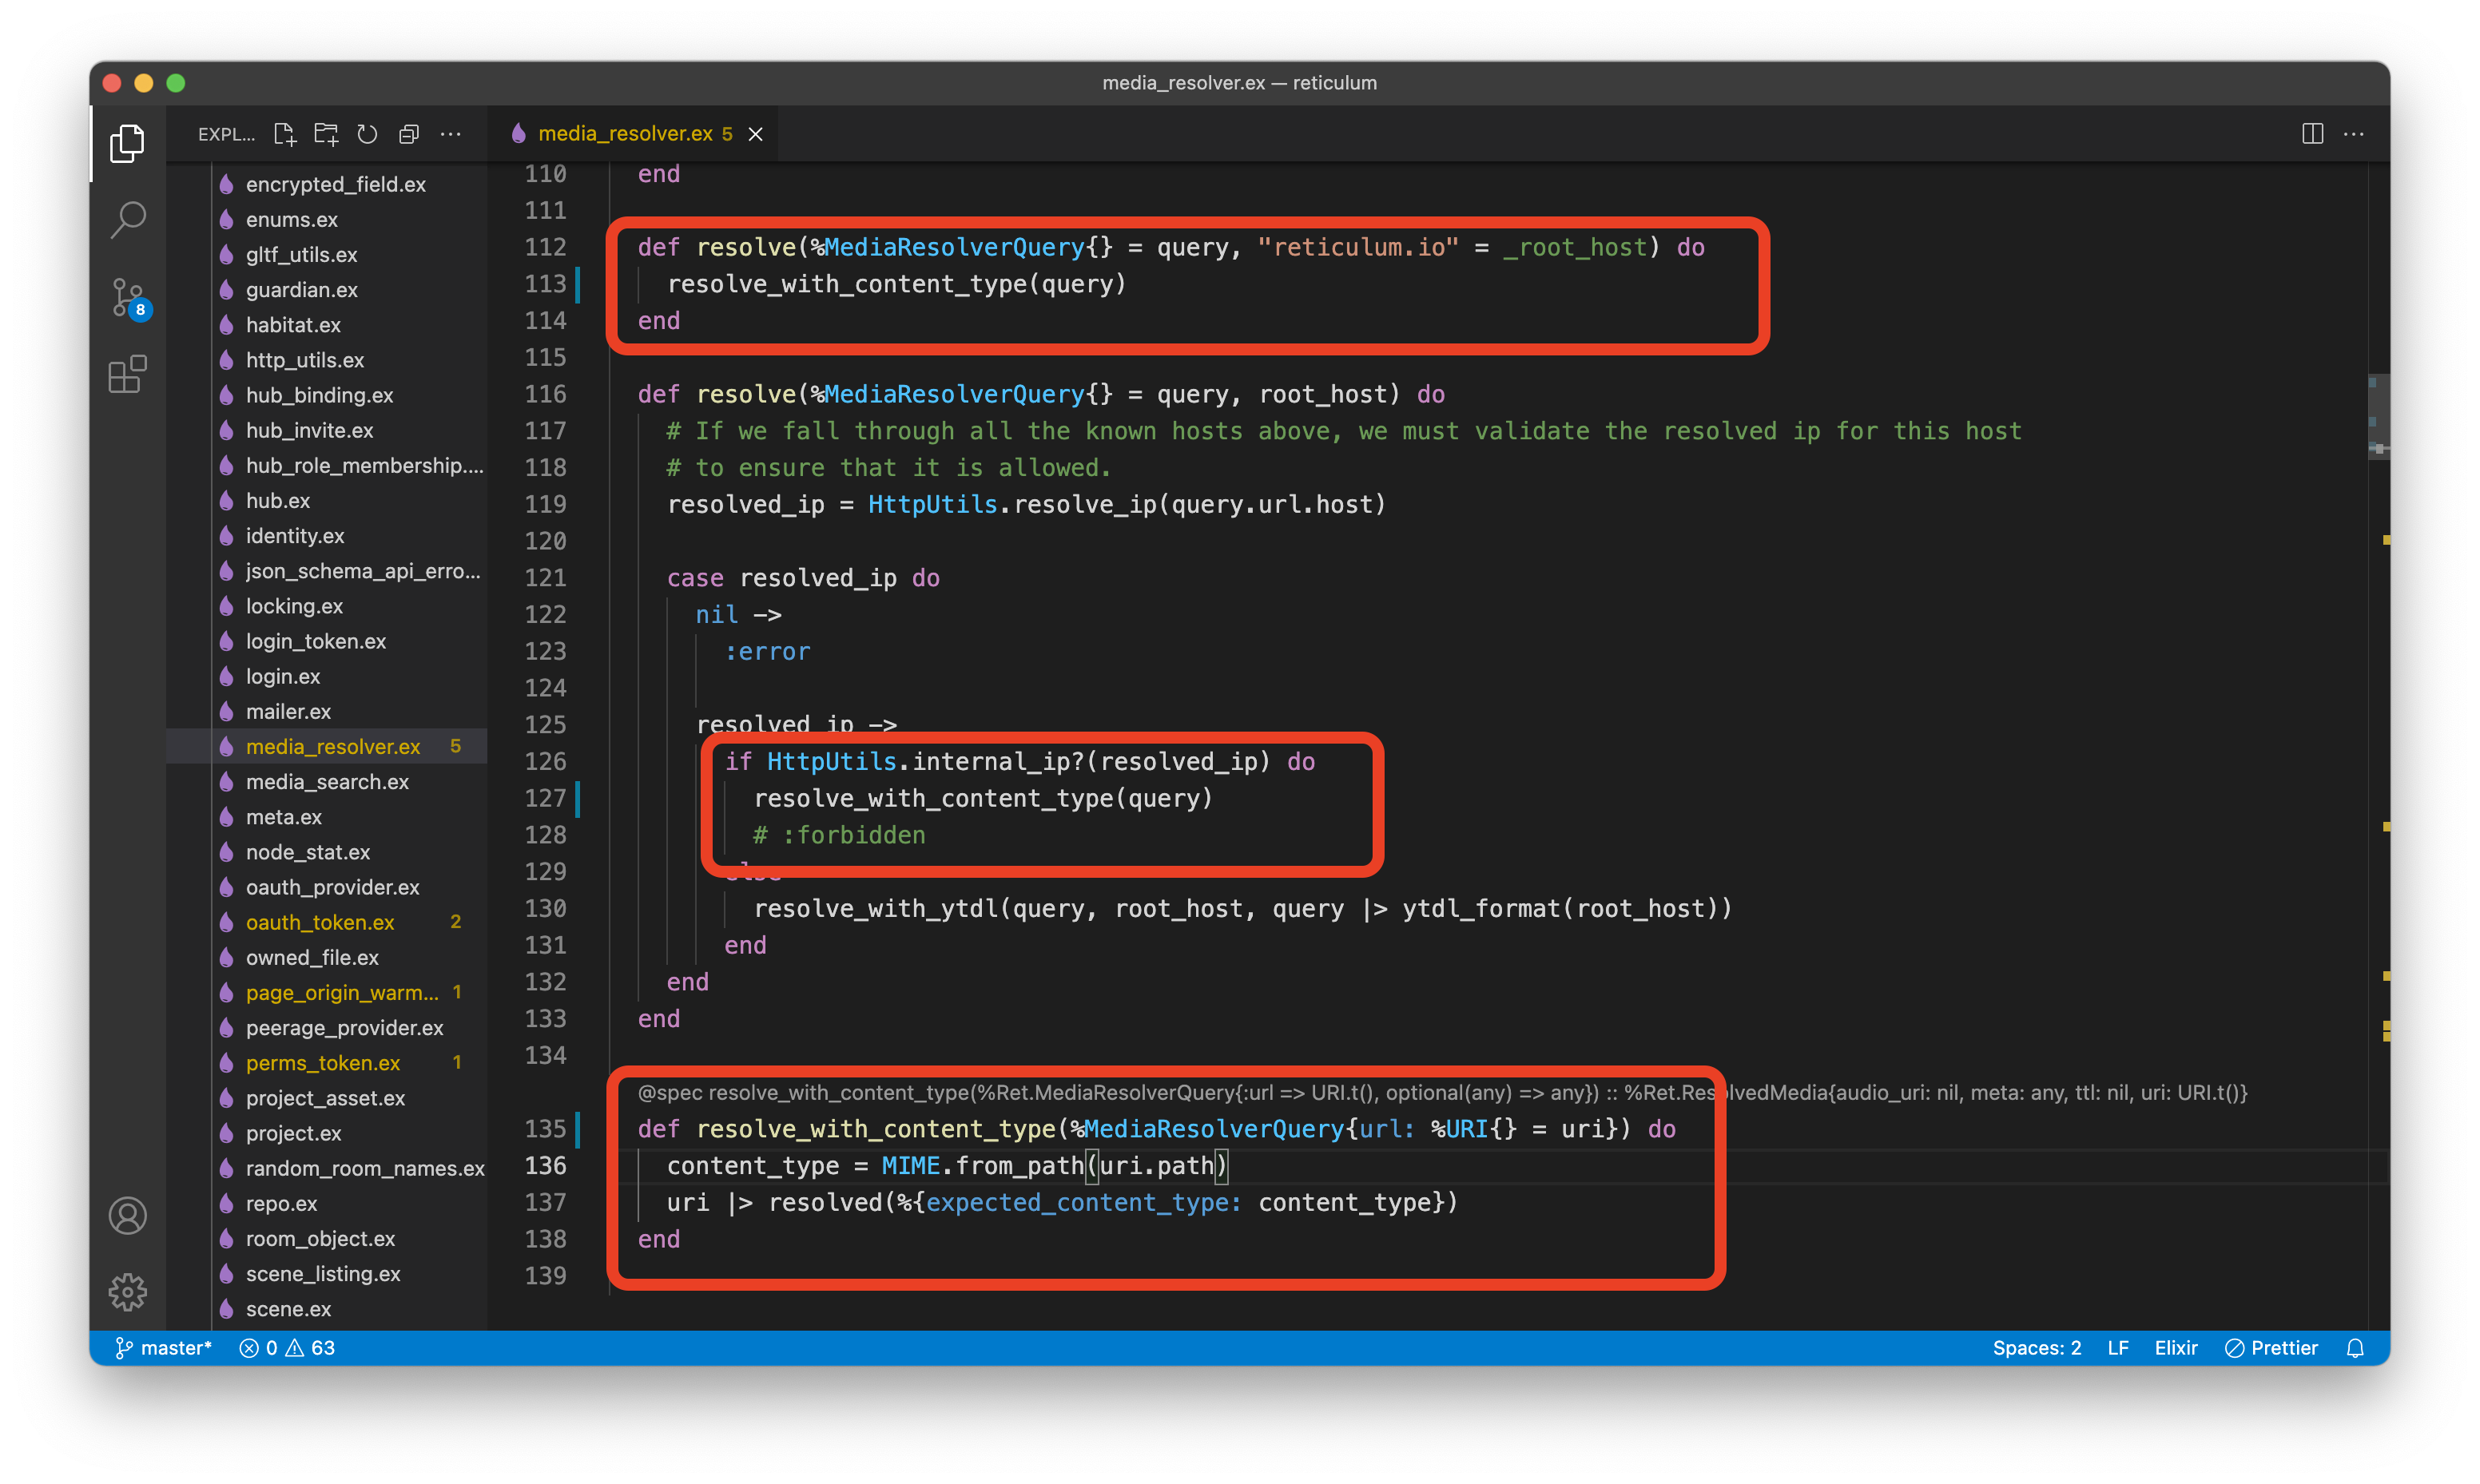 media_resolver.ex — reticulum
EXPL...
media_resolver.ex 5
encrypted_field.ex
enums.ex
gltf_utils.ex
guardian.ex
habitat.ex
http_utils.ex
hub_binding.ex
hub_invite.ex
hub_role_membership....
hub.ex
identity.ex
json_schema_api_erro...
locking.ex
login_token.ex
login.ex
mailer.ex
media_resolver.ex 5
media_search.ex
meta.ex
node_stat.ex
oauth_provider.ex
oauth_token.ex 2
owned_file.ex
page_origin_warm... 1
peerage_provider.ex
perms_token.ex 1
project_asset.ex
project.ex
random_room_names.ex
repo.ex
room_object.ex
scene_listing.ex
scene.ex
8
110 end
111
112 def resolve(%MediaResolverQuery{} = query, "reticulum.io" = _root_host) do
113 resolve_with_content_type(query)
114 end
115
116 def resolve(%MediaResolverQuery{} = query, root_host) do
117 # If we fall through all the known hosts above, we must validate the resolved ip for this host
118 # to ensure that it is allowed.
119 resolved_ip = HttpUtils.resolve_ip(query.url.host)
120
121 case resolved_ip do
122 nil ->
123 :error
124
125 resolved_ip ->
126 if HttpUtils.internal_ip?(resolved_ip) do
127 resolve_with_content_type(query)
128 # :forbidden
129 else
130 resolve_with_ytdl(query, root_host, query |> ytdl_format(root_host))
131 end
132 end
133 end
134
@spec resolve_with_content_type(%Ret.MediaResolverQuery{:url => URI.t(), optional(any) => any}) :: %Ret.ResolvedMedia{audio_uri: nil, meta: any, ttl: nil, uri: URI.t()}
135 def resolve_with_content_type(%MediaResolverQuery{url: %URI{} = uri}) do
136 content_type = MIME.from_path(uri.path)
137 uri |> resolved(%{expected_content_type: content_type})
138 end
139
master* 0 63
Spaces: 2 LF Elixir Prettier